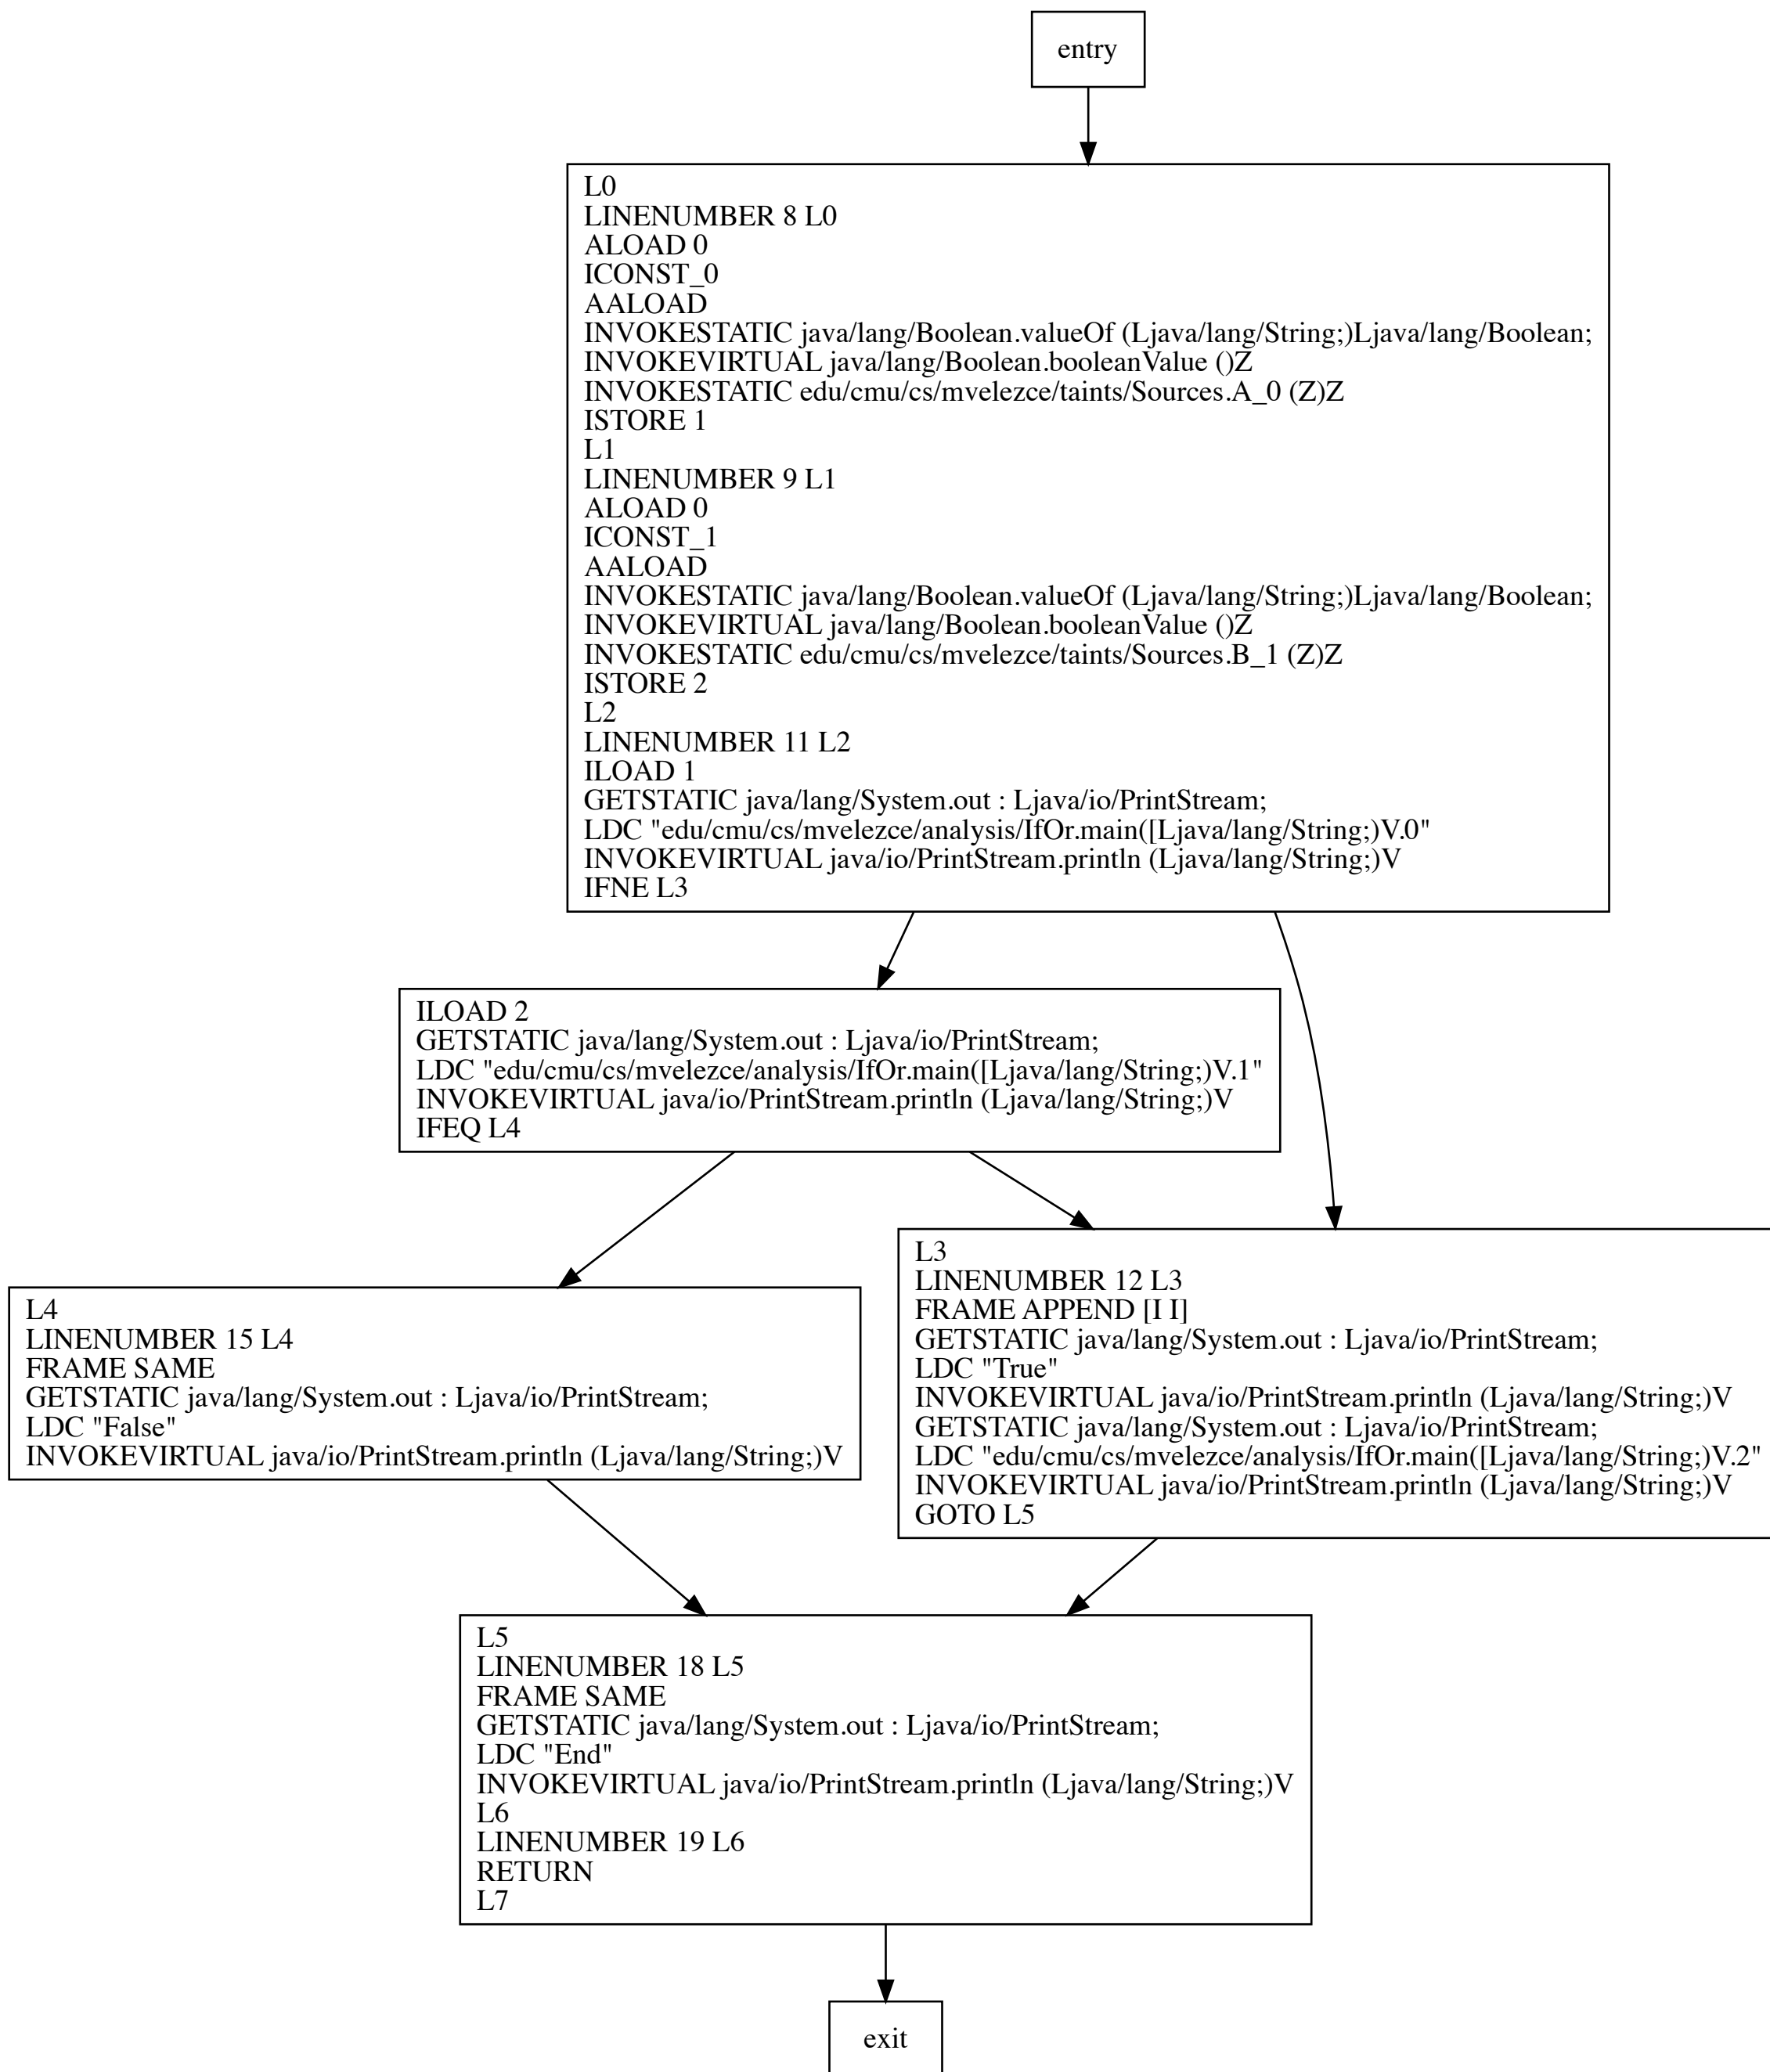 entry
L0
LINENUMBER 8 L0
ALOAD 0
ICONST_0
AALOAD
INVOKESTATIC java/lang/Boolean.valueOf (Ljava/lang/String;)Ljava/lang/Boolean;
INVOKEVIRTUAL java/lang/Boolean.booleanValue ()Z
INVOKESTATIC edu/cmu/cs/mvelezce/taints/Sources.A_0 (Z)Z
ISTORE 1
L1
LINENUMBER 9 L1
ALOAD 0
ICONST_1
AALOAD
INVOKESTATIC java/lang/Boolean.valueOf (Ljava/lang/String;)Ljava/lang/Boolean;
INVOKEVIRTUAL java/lang/Boolean.booleanValue ()Z
INVOKESTATIC edu/cmu/cs/mvelezce/taints/Sources.B_1 (Z)Z
ISTORE 2
L2
LINENUMBER 11 L2
ILOAD 1
GETSTATIC java/lang/System.out : Ljava/io/PrintStream;
LDC "edu/cmu/cs/mvelezce/analysis/IfOr.main([Ljava/lang/String;)V.0"
INVOKEVIRTUAL java/io/PrintStream.println (Ljava/lang/String;)V
IFNE L3
ILOAD 2
GETSTATIC java/lang/System.out : Ljava/io/PrintStream;
LDC "edu/cmu/cs/mvelezce/analysis/IfOr.main([Ljava/lang/String;)V.1"
INVOKEVIRTUAL java/io/PrintStream.println (Ljava/lang/String;)V
IFEQ L4
L4
LINENUMBER 15 L4
FRAME SAME
GETSTATIC java/lang/System.out : Ljava/io/PrintStream;
LDC "False"
INVOKEVIRTUAL java/io/PrintStream.println (Ljava/lang/String;)V
L3
LINENUMBER 12 L3
FRAME APPEND [I I]
GETSTATIC java/lang/System.out : Ljava/io/PrintStream;
LDC "True"
INVOKEVIRTUAL java/io/PrintStream.println (Ljava/lang/String;)V
GETSTATIC java/lang/System.out : Ljava/io/PrintStream;
LDC "edu/cmu/cs/mvelezce/analysis/IfOr.main([Ljava/lang/String;)V.2"
INVOKEVIRTUAL java/io/PrintStream.println (Ljava/lang/String;)V
GOTO L5
L5
LINENUMBER 18 L5
FRAME SAME
GETSTATIC java/lang/System.out : Ljava/io/PrintStream;
LDC "End"
INVOKEVIRTUAL java/io/PrintStream.println (Ljava/lang/String;)V
L6
LINENUMBER 19 L6
RETURN
L7
exit